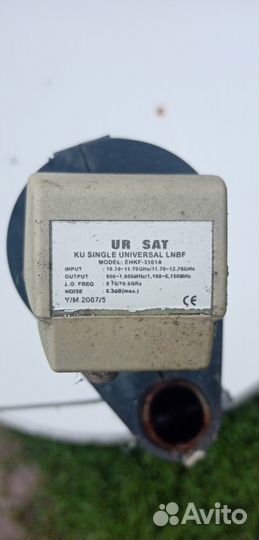 UR SAT
KU SINGLE UNIVERSAL LNBF
MODEL: EHKF-3101A
INPUT : 10.70~11.70GHz/11.70~12.75GHz
OUTPUT : 950~1,950MHz/1,100~2,150MHz
L.O FREQ : 9.75/10.6GHz
NOISE : 0.3dB(max.)
Y/M 2007/5 CE
Avito